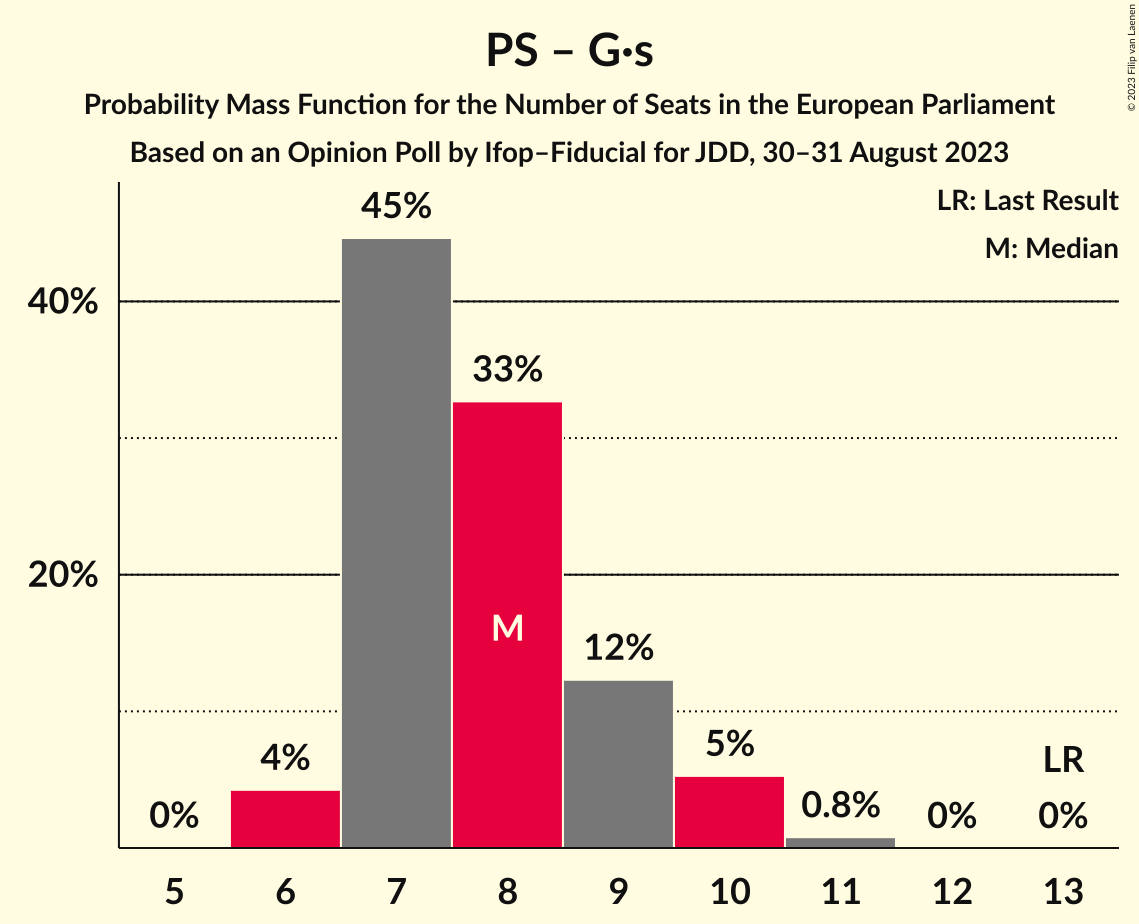 PS – G·s
Probability Mass Function for the Number of Seats in the European Parliament
Based on an Opinion Poll by Ifop–Fiducial for JDD, 30–31 August 2023
© 2023 Filip van Laenen
LR: Last Result
M: Median
45%
40%
33%
20%
M
12%
4%
5%
LR
0%
0.8%
0%
0%
5 6 7 8 9 10 11 12 13